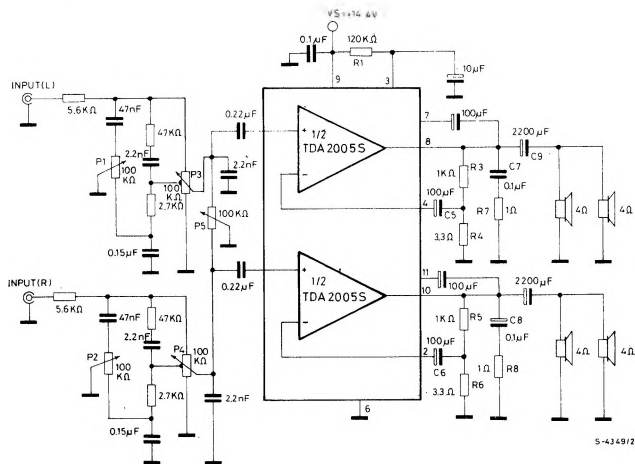 VS=+14.4V
0.1µF
120KΩ
R1
10µF
9
3
INPUT(L)
5.6KΩ
47nF
47KΩ
2.2nF
P1
100
KΩ
P3
100
KΩ
2.7KΩ
0.15µF
0.22µF
2.2nF
100KΩ
P5
+
1/2
TDA2005S
-
7
100µF
8
2200µF
C9
R3
1KΩ
C7
0.1µF
100µF
4
C5
R7
1Ω
3.3Ω
R4
4Ω
4Ω
INPUT(R)
5.6KΩ
47nF
47KΩ
2.2nF
P2
100
KΩ
P4
100
KΩ
2.7KΩ
0.15µF
2.2nF
0.22µF
+
1/2
TDA2005S
-
11
100µF
10
2200µF
1KΩ
R5
C8
0.1µF
100µF
2
C6
1Ω
R8
3.3Ω
R6
4Ω
4Ω
6
S-4349/2